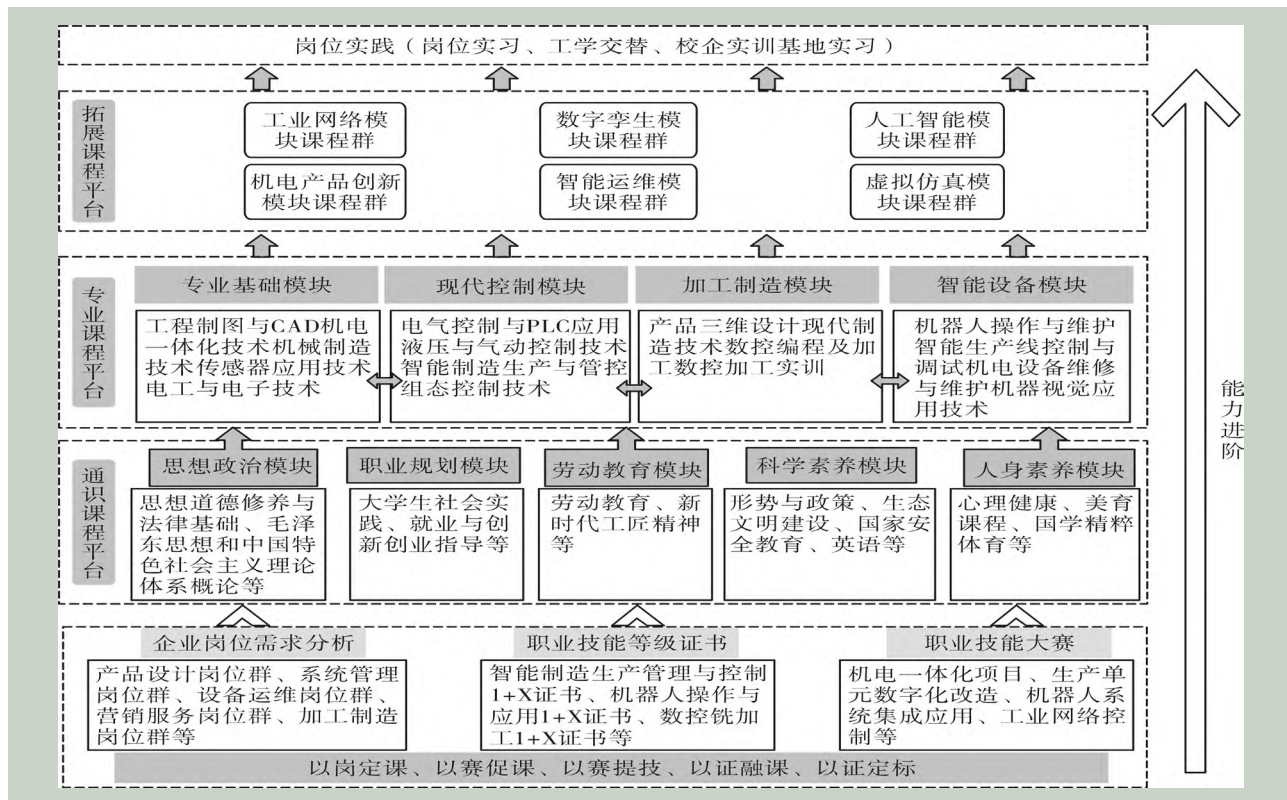 岗位实践（岗位实习、工学交替、校企实训基地实习）
拓展课程平台
工业网络模
块课程群
数字孪生模
块课程群
人工智能模
块课程群
机电产品创新
模块课程群
智能运维模
块课程群
虚拟仿真模
块课程群
专业课程平台
专业基础模块
现代控制模块
加工制造模块
智能设备模块
工程制图与CAD机电
一体化技术机械制造
技术传感器应用技术
电工与电子技术
电气控制与PLC应用
液压与气动控制技术
智能制造生产与管控
组态控制技术
产品三维设计现代制
造技术数控编程及加
工数控加工实训
机器人操作与维护
智能生产线控制与
调试机电设备维修
与维护机器视觉应
用技术
能力进阶
通识课程平台
思想政治模块
职业规划模块
劳动教育模块
科学素养模块
人身素养模块
思想道德修养与
法律基础、毛泽
东思想和中国特
色社会主义理论
体系概论等
大学生社会实
践、就业与创
新创业指导等
劳动教育、新
时代工匠精神
等
形势与政策、生态
文明建设、国家安
全教育、英语等
心理健康、美育
课程、国学精粹
体育等
企业岗位需求分析
职业技能等级证书
职业技能大赛
产品设计岗位群、系统管理
岗位群、设备运维岗位群、
营销服务岗位群、加工制造
岗位群等
智能制造生产管理与控制
1+X证书、机器人操作与
应用1+X证书、数控铣加
工1+X证书等
机电一体化项目、生产单
元数字化改造、机器人系
统集成应用、工业网络控
制等
以岗定课、以赛促课、以赛提技、以证融课、以证定标